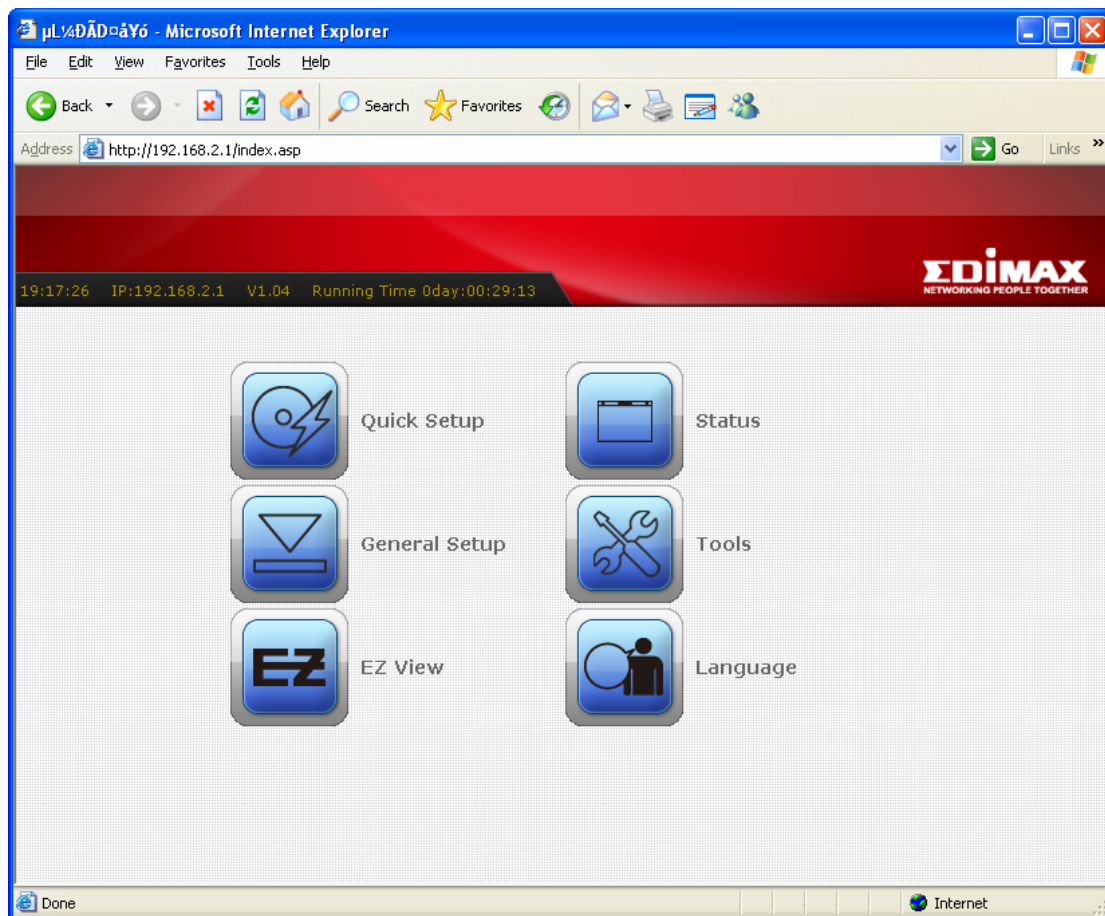 µL¼ÐÃD¤åYó - Microsoft Internet Explorer
File Edit View Favorites Tools Help
Back Search Favorites
Address http://192.168.2.1/index.asp Go Links »
EDIMAX
NETWORKING PEOPLE TOGETHER
19:17:26 IP:192.168.2.1 V1.04 Running Time 0day:00:29:13
Quick Setup Status
General Setup Tools
EZ EZ View Language
Done Internet